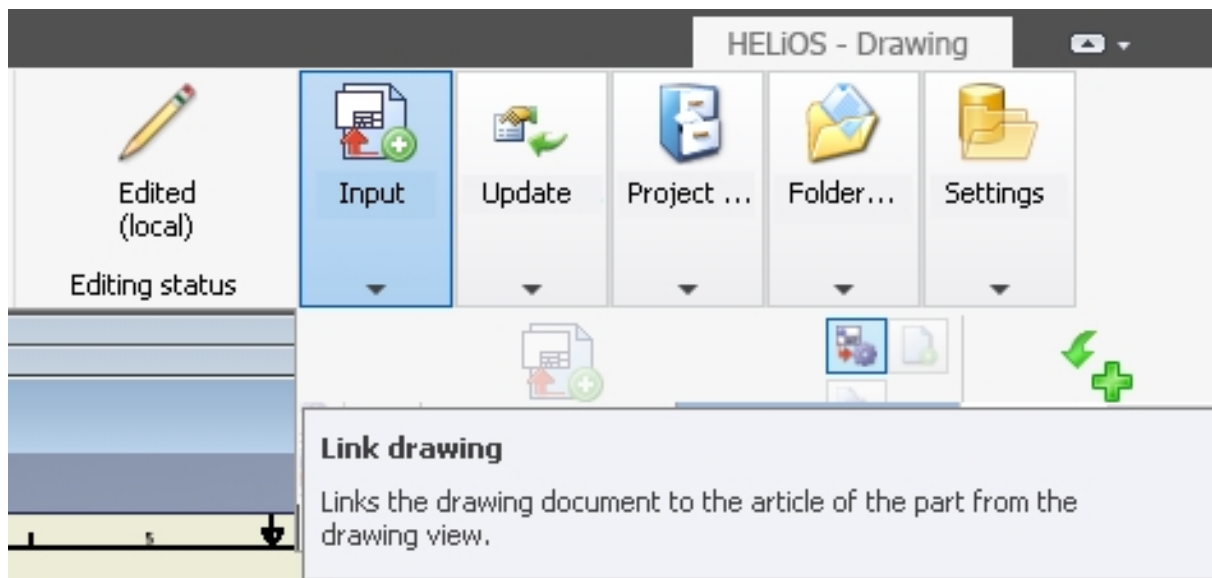 HELiOS - Drawing
Edited
(local)
Input
Update
Project ...
Folder...
Settings
Editing status
Link drawing
Links the drawing document to the article of the part from the
drawing view.
5